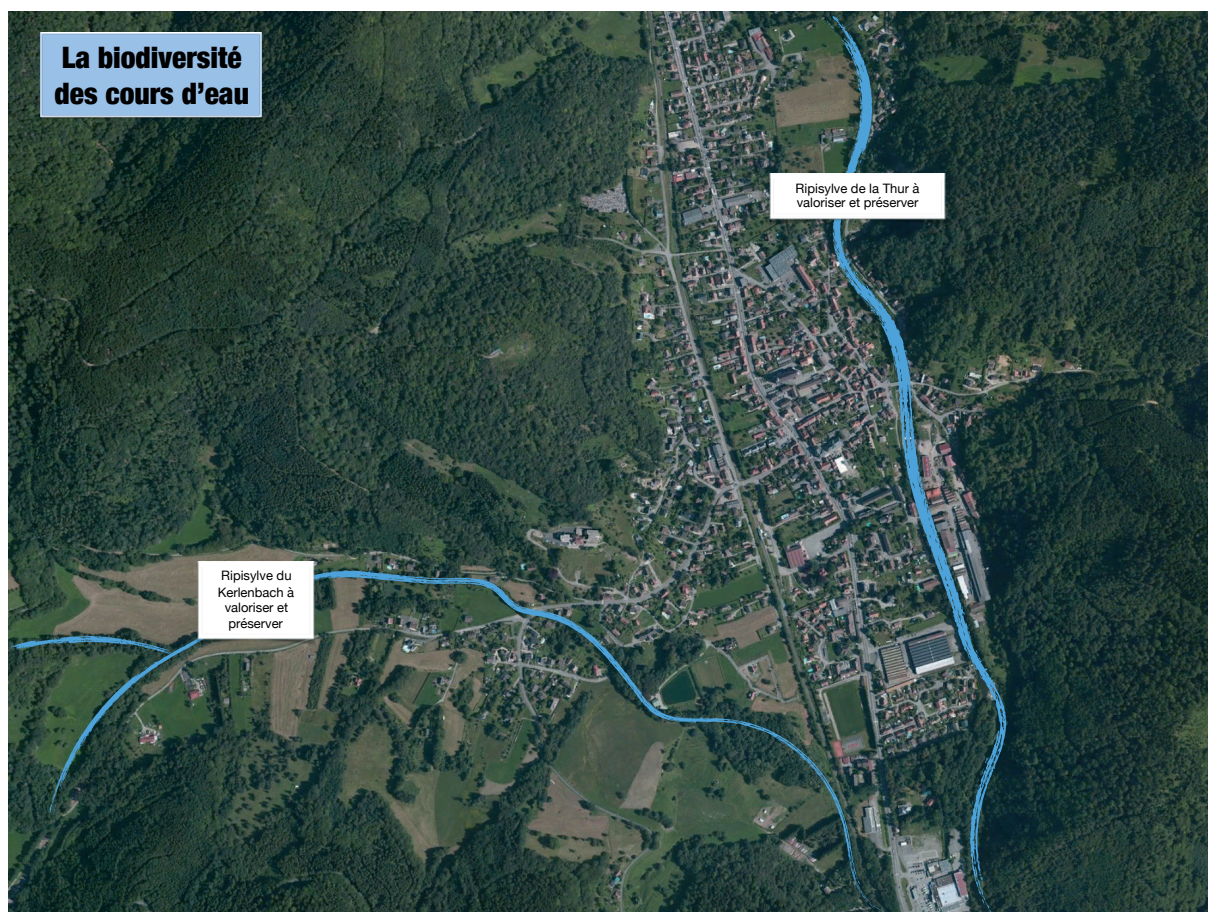 La biodiversité
des cours d'eau
Ripisylve de la Thur à
valoriser et préserver
Ripisylve du
Kerlenbach à
valoriser et
préserver